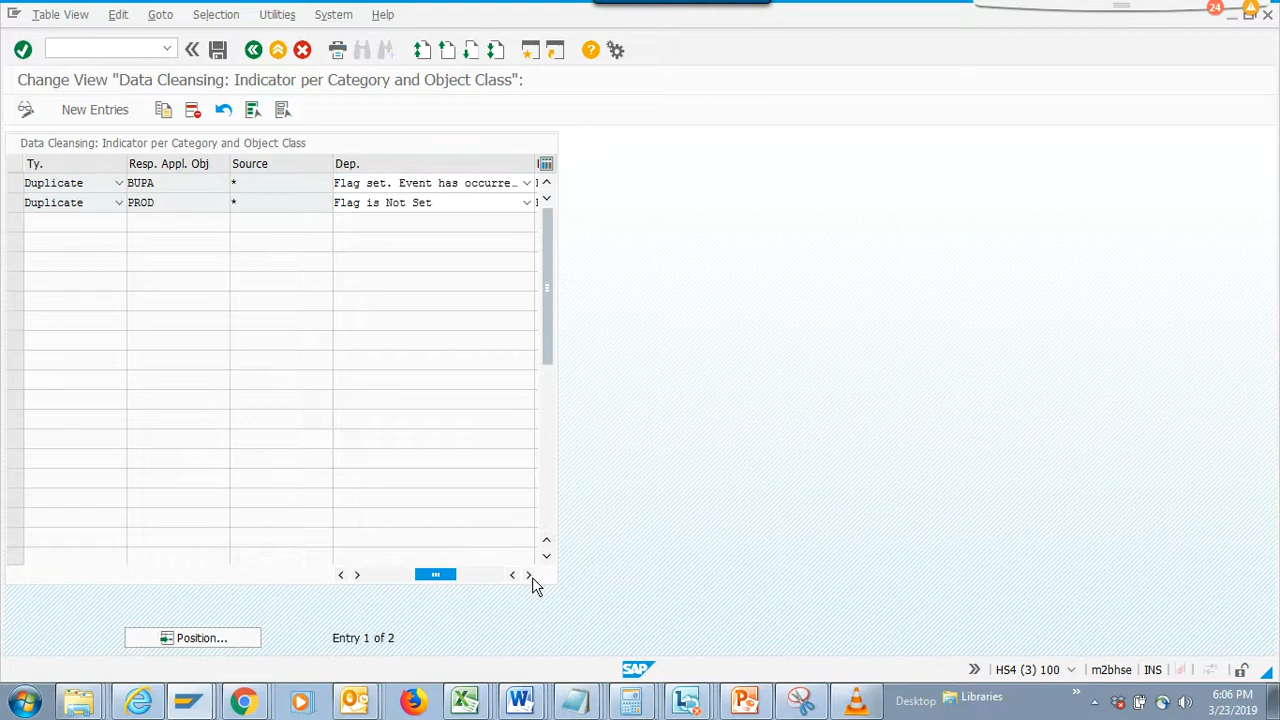 24
Table View Edit Goto Selection Utilities System Help
Change View "Data Cleansing: Indicator per Category and Object Class":
New Entries
Data Cleansing: Indicator per Category and Object Class
Ty. Resp. Appl. Obj Source Dep.
Duplicate BUPA * Flag set. Event has occurre…
Duplicate PROD * Flag is Not Set
Position... Entry 1 of 2
SAP HS4 (3) 100 m2bhse INS
Desktop Libraries
6:06 PM
3/23/2019